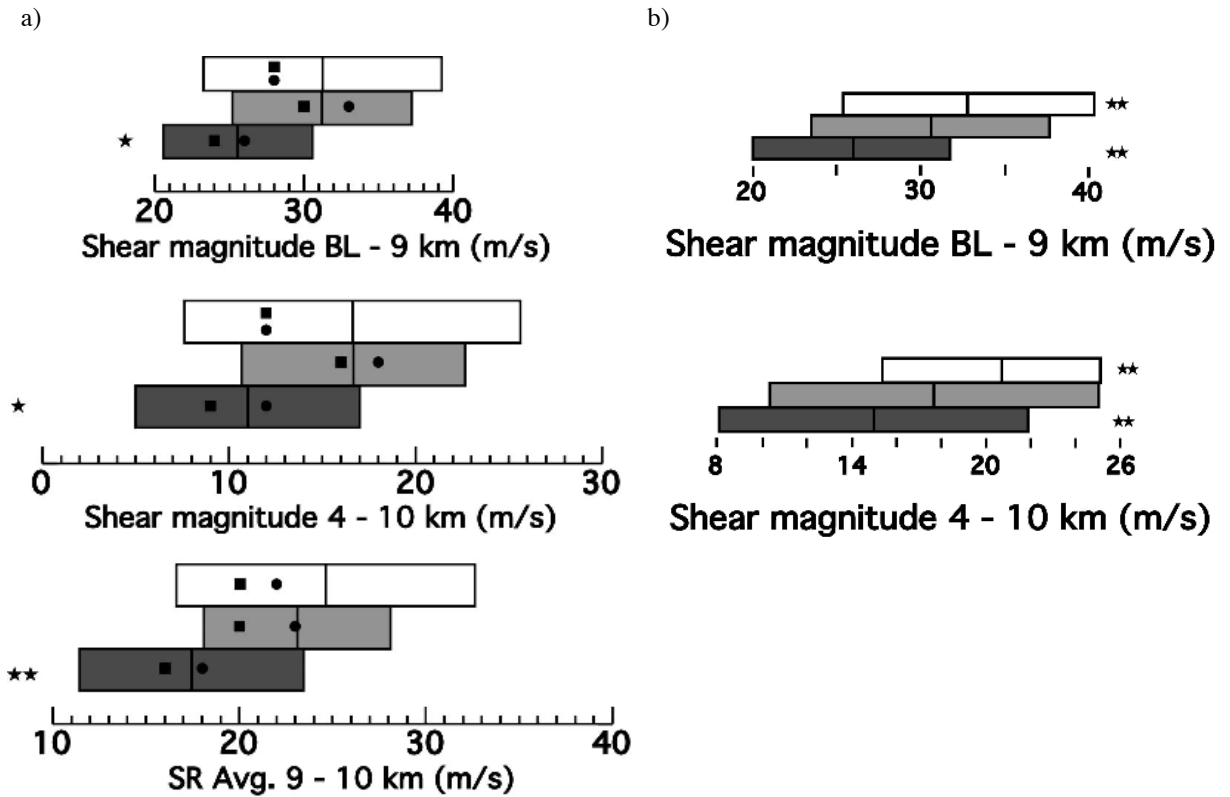 a)
20 30 40
Shear magnitude BL - 9 km (m/s)
0 10 20 30
Shear magnitude 4 - 10 km (m/s)
10 20 30 40
SR Avg. 9 - 10 km (m/s)
b)
20 30 40
Shear magnitude BL - 9 km (m/s)
8 14 20 26
Shear magnitude 4 - 10 km (m/s)